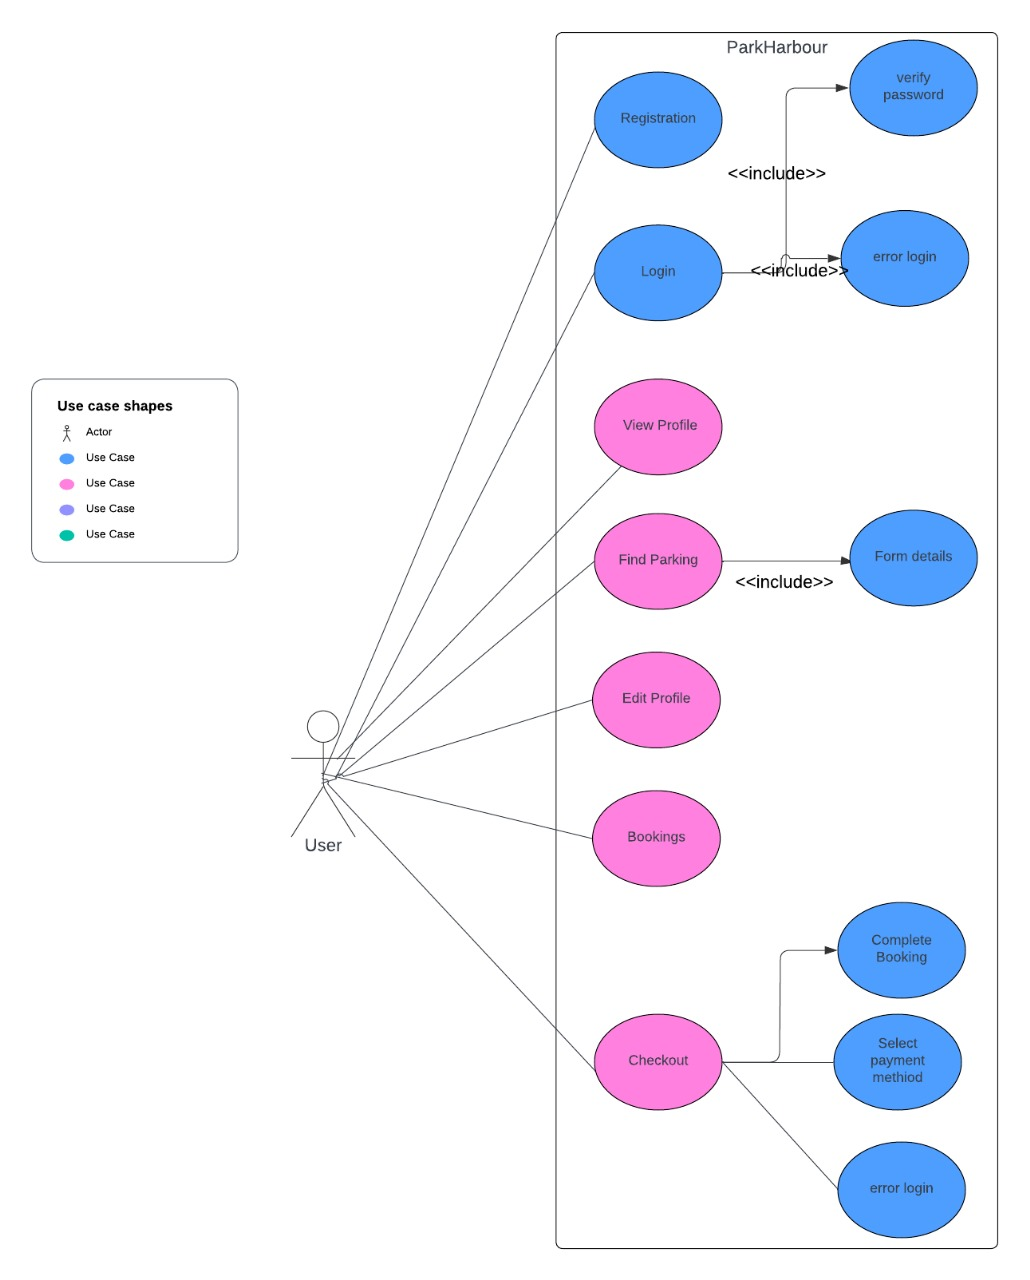 ParkHarbour
verify
password
Registration
<<include>>
error login
Login
<<include>>
Use case shapes
Actor
Use Case
Use Case
Use Case
Use Case
View Profile
Find Parking
Form details
<<include>>
Edit Profile
User
Bookings
Complete
Booking
Checkout
Select
payment
methiod
error login